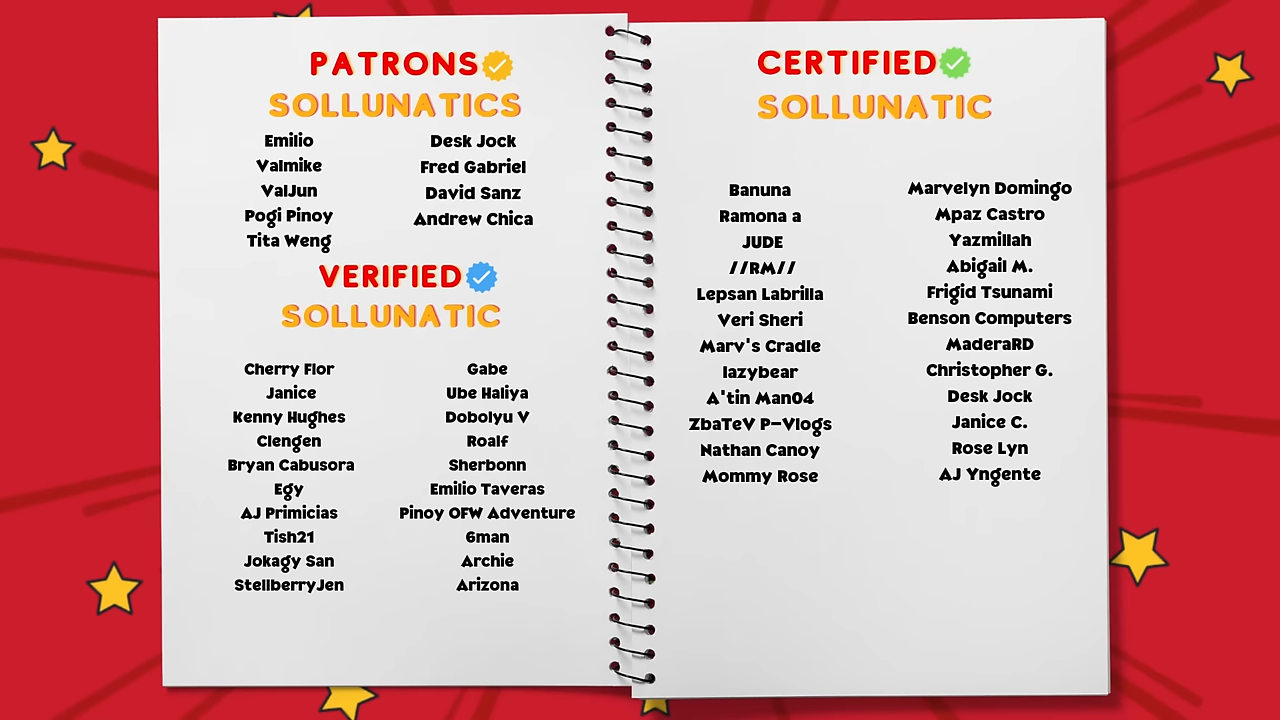 PATRONS
SOLLUNATICS
Emilio
Valmike
ValJun
Pogi Pinoy
Tita Weng
Desk Jock
Fred Gabriel
David Sanz
Andrew Chica
VERIFIED
SOLLUNATIC
Cherry Flor
Janice
Kenny Hughes
Clengen
Bryan Cabusora
Egy
AJ Primicias
Tish21
Jokagy San
StellberryJen
Gabe
Ube Haliya
Dobolyu V
Roalf
Sherbonn
Emilio Taveras
Pinoy OFW Adventure
6man
Archie
Arizona
CERTIFIED
SOLLUNATIC
Banuna
Ramona a
JUDE
//RM//
Lepsan Labrilla
Veri Sheri
Marv's Cradle
lazybear
A'tin Man04
ZbaTeV P-Vlogs
Nathan Canoy
Mommy Rose
Marvelyn Domingo
Mpaz Castro
Yazmillah
Abigail M.
Frigid Tsunami
Benson Computers
MaderaRD
Christopher G.
Desk Jock
Janice C.
Rose Lyn
AJ Yngente